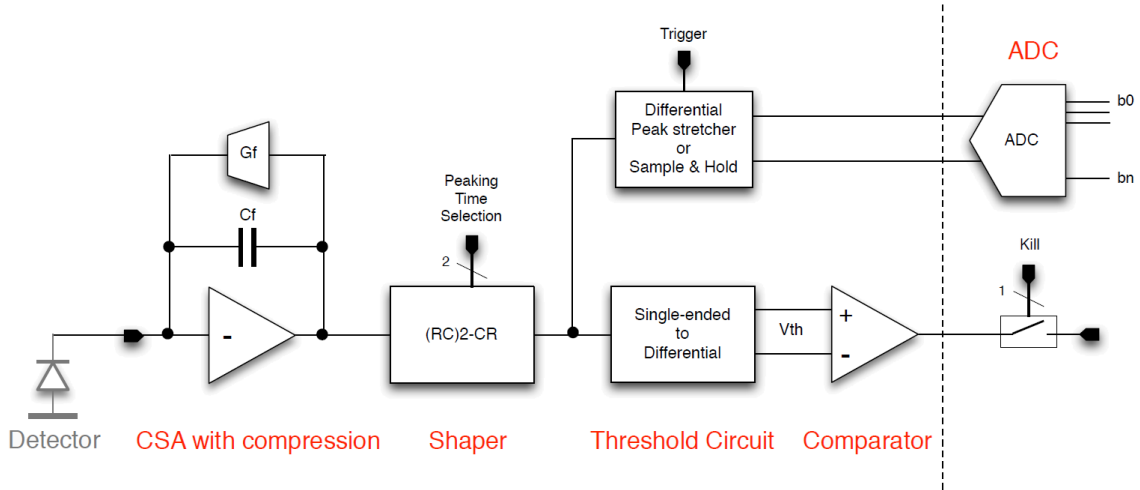 Trigger
ADC
Differential
Peak stretcher
or
Sample & Hold
ADC
b0
bn
Gf
Cf
Peaking
Time
Selection
2
Kill
1
-
(RC)2-CR
Single-ended
to
Differential
Vth
+
-
Detector
CSA with compression
Shaper
Threshold Circuit
Comparator